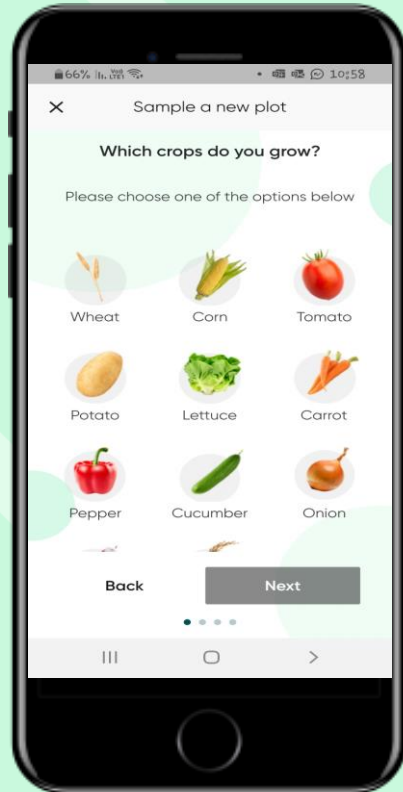 66% 10:58
Sample a new plot
Which crops do you grow?
Please choose one of the options below
Wheat Corn Tomato
Potato Lettuce Carrot
Pepper Cucumber Onion
Back Next